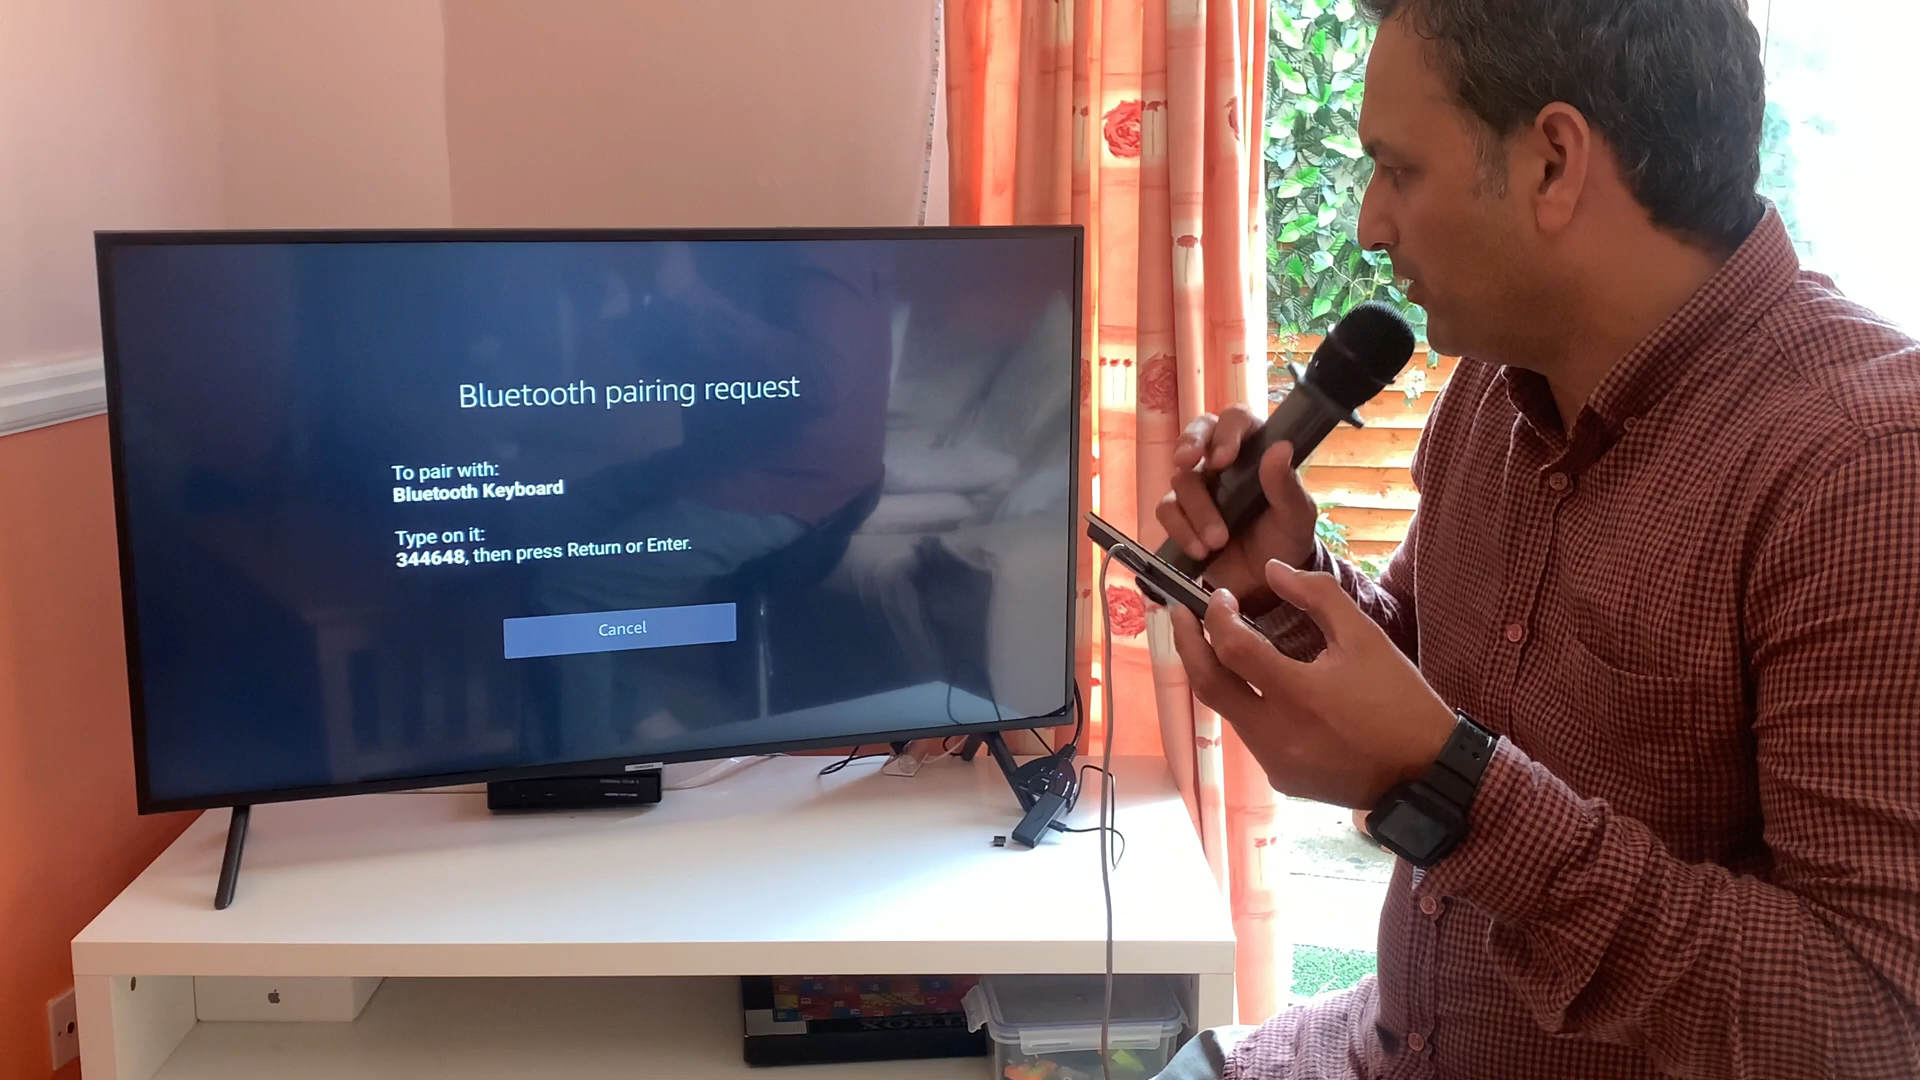 Bluetooth pairing request
To pair with:
Bluetooth Keyboard
Type on it:
344648, then press Return or Enter.
Cancel